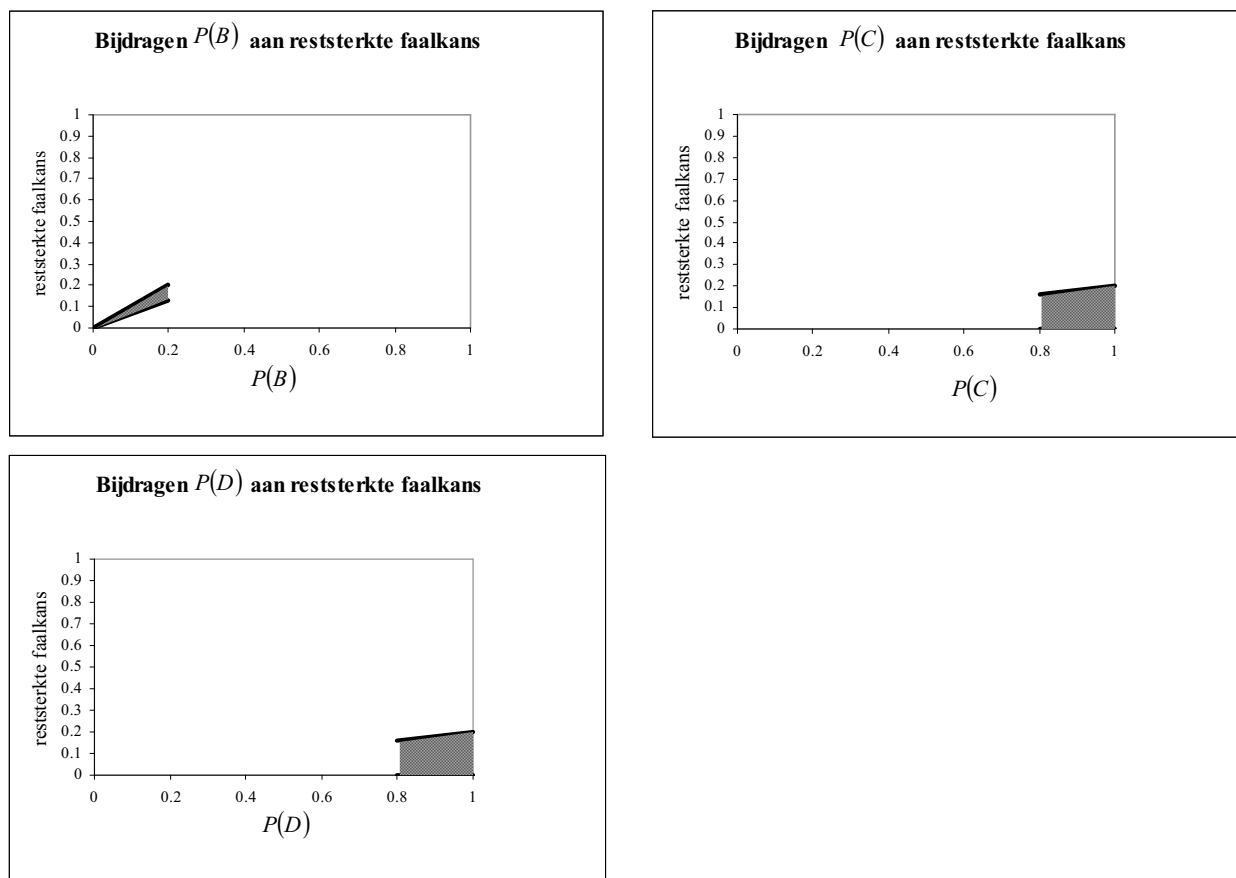 Bijdragen P(B) aan reststerkte faalkans
reststerkte faalkans
1
0.9
0.8
0.7
0.6
0.5
0.4
0.3
0.2
0.1
0
0 0.2 0.4 0.6 0.8 1
P(B)
Bijdragen P(C) aan reststerkte faalkans
reststerkte faalkans
1
0.9
0.8
0.7
0.6
0.5
0.4
0.3
0.2
0.1
0
0 0.2 0.4 0.6 0.8 1
P(C)
Bijdragen P(D) aan reststerkte faalkans
reststerkte faalkans
1
0.9
0.8
0.7
0.6
0.5
0.4
0.3
0.2
0.1
0
0 0.2 0.4 0.6 0.8 1
P(D)